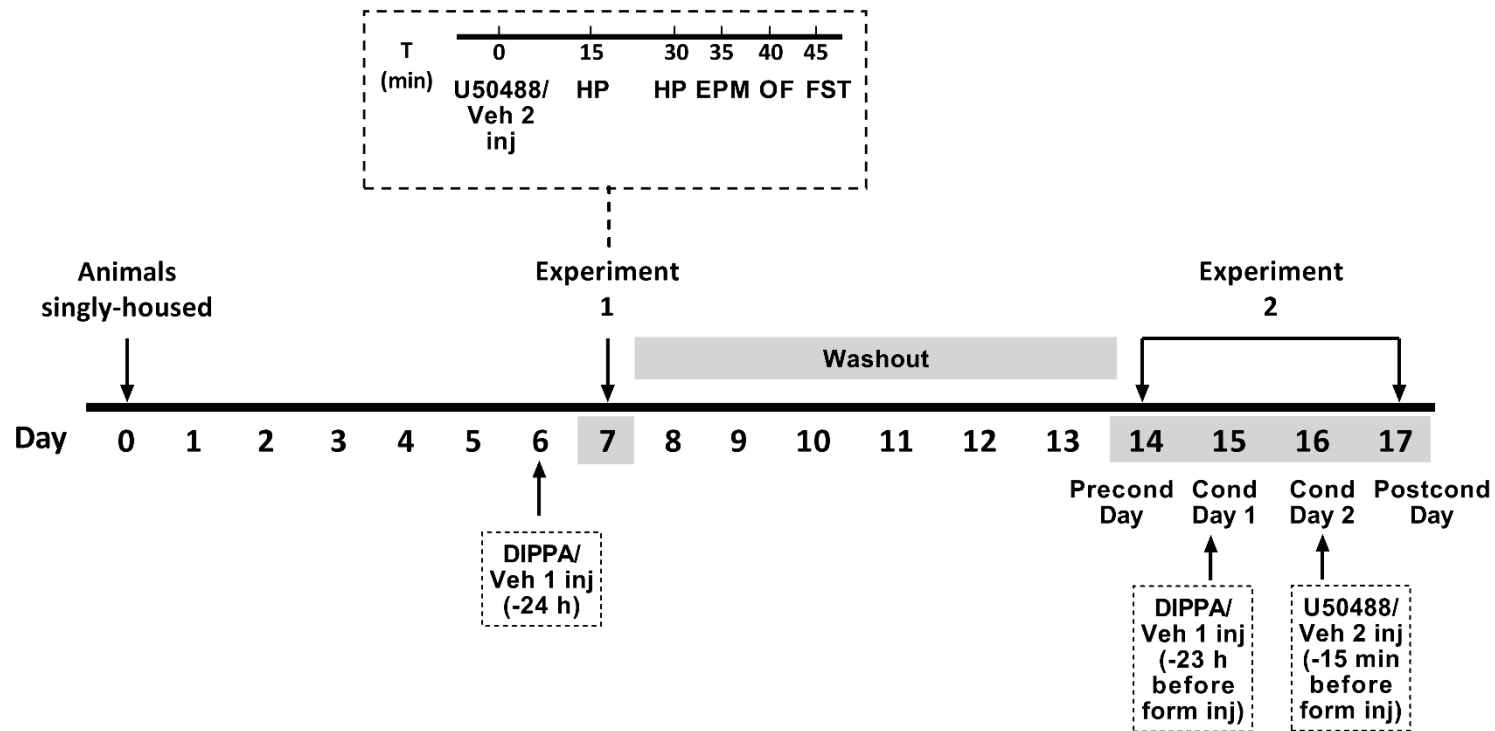 T
(min)
0 15 30 35 40 45
U50488/
Veh 2
inj
HP HP EPM OF FST
Animals
singly-housed
Experiment
1
Experiment
2
Washout
Day 0 1 2 3 4 5 6 7 8 9 10 11 12 13 14 15 16 17
Precond
Day
Cond
Day 1
Cond
Day 2
Postcond
Day
DIPPA/
Veh 1 inj
(-24 h)
DIPPA/
Veh 1 inj
(-23 h
before
form inj)
U50488/
Veh 2 inj
(-15 min
before
form inj)